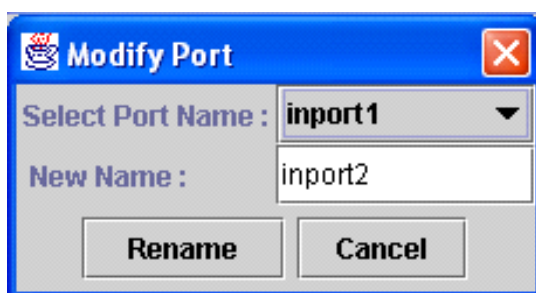 Modify Port
Select Port Name : inport1
New Name : inport2
Rename Cancel